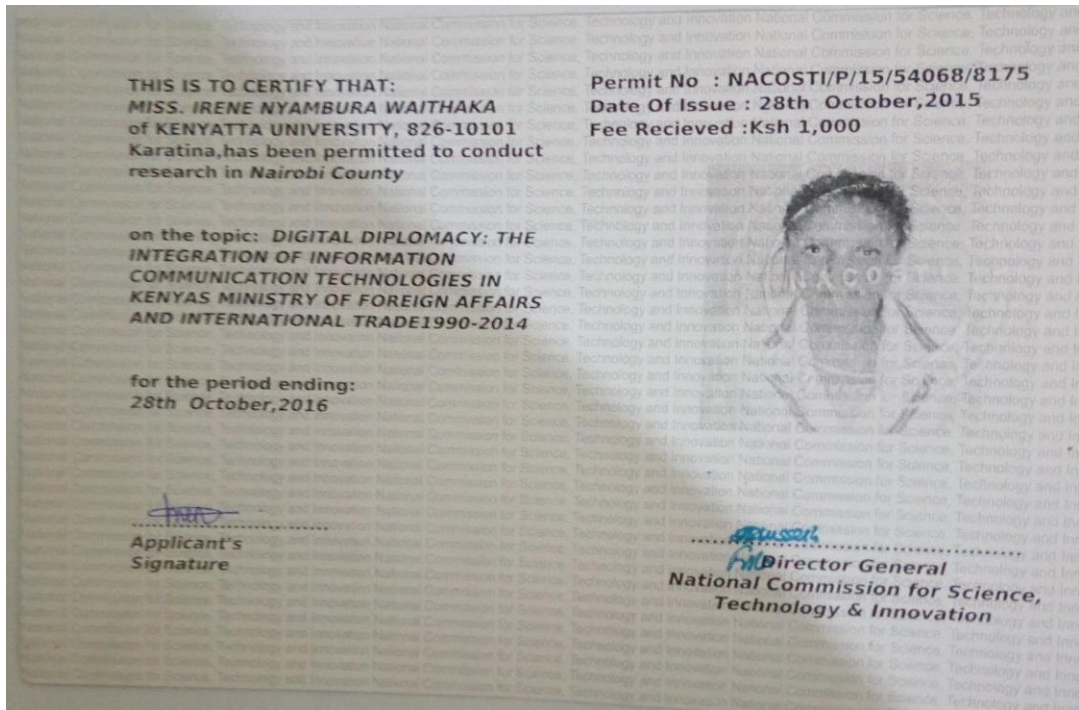 THIS IS TO CERTIFY THAT:
MISS. IRENE NYAMBURA WAITHAKA
of KENYATTA UNIVERSITY, 826-10101
Karatina,has been permitted to conduct
research in Nairobi County
on the topic: DIGITAL DIPLOMACY: THE
INTEGRATION OF INFORMATION
COMMUNICATION TECHNOLOGIES IN
KENYAS MINISTRY OF FOREIGN AFFAIRS
AND INTERNATIONAL TRADE1990-2014
for the period ending:
28th October,2016
Applicant's
Signature
Permit No : NACOSTI/P/15/54068/8175
Date Of Issue : 28th October,2015
Fee Recieved :Ksh 1,000
Director General
National Commission for Science,
Technology & Innovation